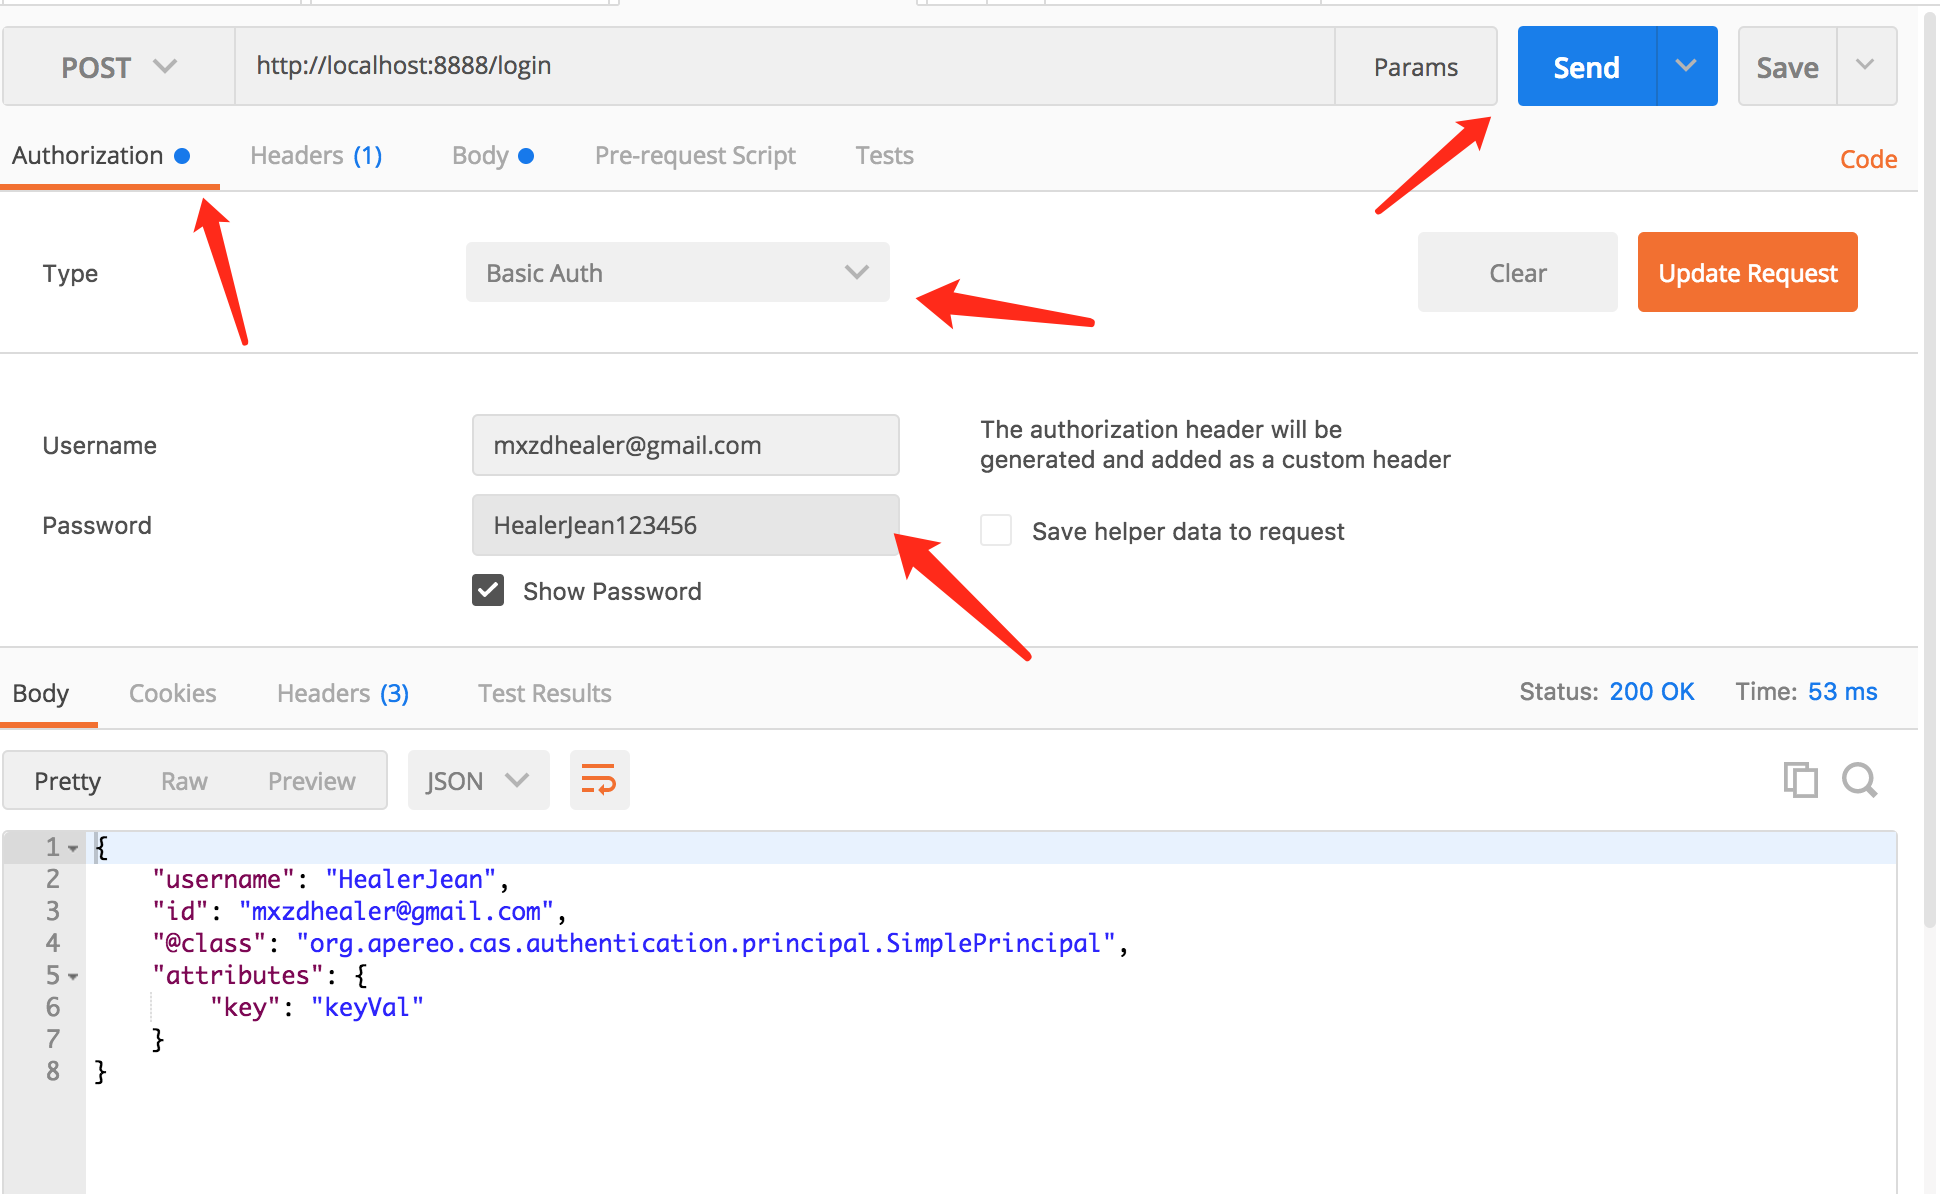 POST http://localhost:8888/login Params Send Save
Authorization Headers (1) Body Pre-request Script Tests Code
Type Basic Auth Clear Update Request
Username mxzdhealer@gmail.com The authorization header will be
generated and added as a custom header
Password HealerJean123456 Save helper data to request
Show Password
Body Cookies Headers (3) Test Results Status: 200 OK Time: 53 ms
Pretty Raw Preview JSON
1 {
2 "username": "HealerJean",
3 "id": "mxzdhealer@gmail.com",
4 "@class": "org.apereo.cas.authentication.principal.SimplePrincipal",
5 "attributes": {
6 "key": "keyVal"
7 }
8 }